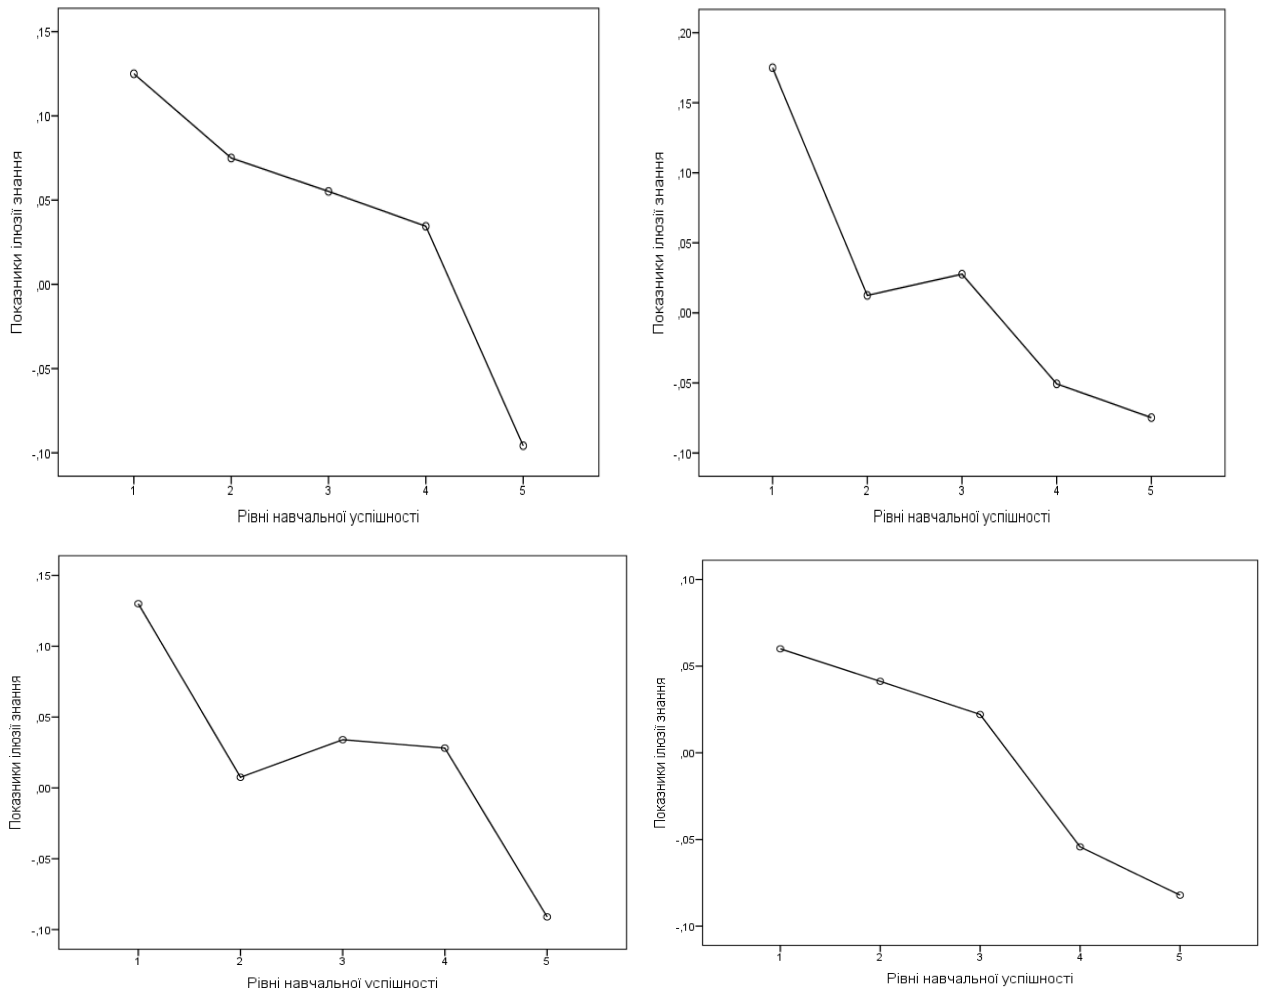 Показники ілюзії знання
,15
,10
,05
,00
-,05
-,10
1 2 3 4 5
Рівні навчальної успішності
Показники ілюзії знання
,20
,15
,10
,05
,00
-,05
-,10
1 2 3 4 5
Рівні навчальної успішності
Показники ілюзії знання
,15
,10
,05
,00
-,05
-,10
1 2 3 4 5
Рівні навчальної успішності
Показники ілюзії знання
,10
,05
,00
-,05
-,10
1 2 3 4 5
Рівні навчальної успішності